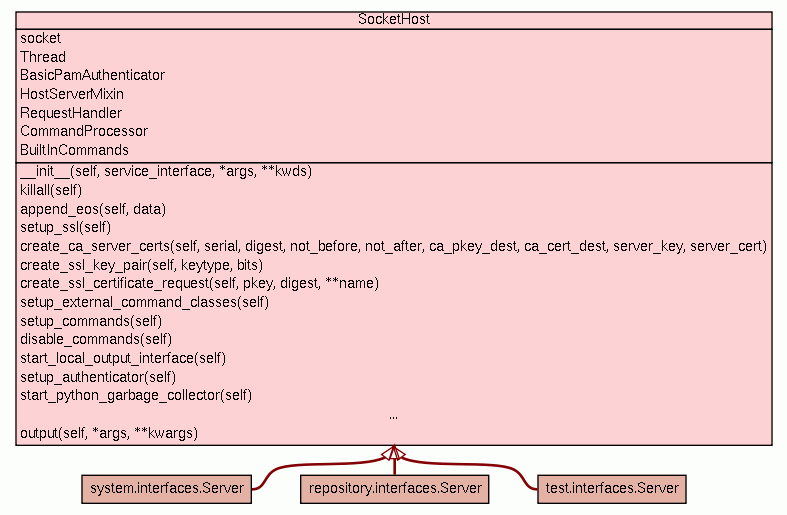 SocketHost
socket
Thread
BasicPamAuthenticator
HostServerMixin
RequestHandler
CommandProcessor
BuiltInCommands
__init__(self, service_interface, *args, **kwds)
killall(self)
append_eos(self, data)
setup_ssl(self)
create_ca_server_certs(self, serial, digest, not_before, not_after, ca_pkey_dest, ca_cert_dest, server_key, server_cert)
create_ssl_key_pair(self, keytype, bits)
create_ssl_certificate_request(self, pkey, digest, **name)
setup_external_command_classes(self)
setup_commands(self)
disable_commands(self)
start_local_output_interface(self)
setup_authenticator(self)
start_python_garbage_collector(self)
...
output(self, *args, **kwargs)
system.interfaces.Server repository.interfaces.Server test.interfaces.Server